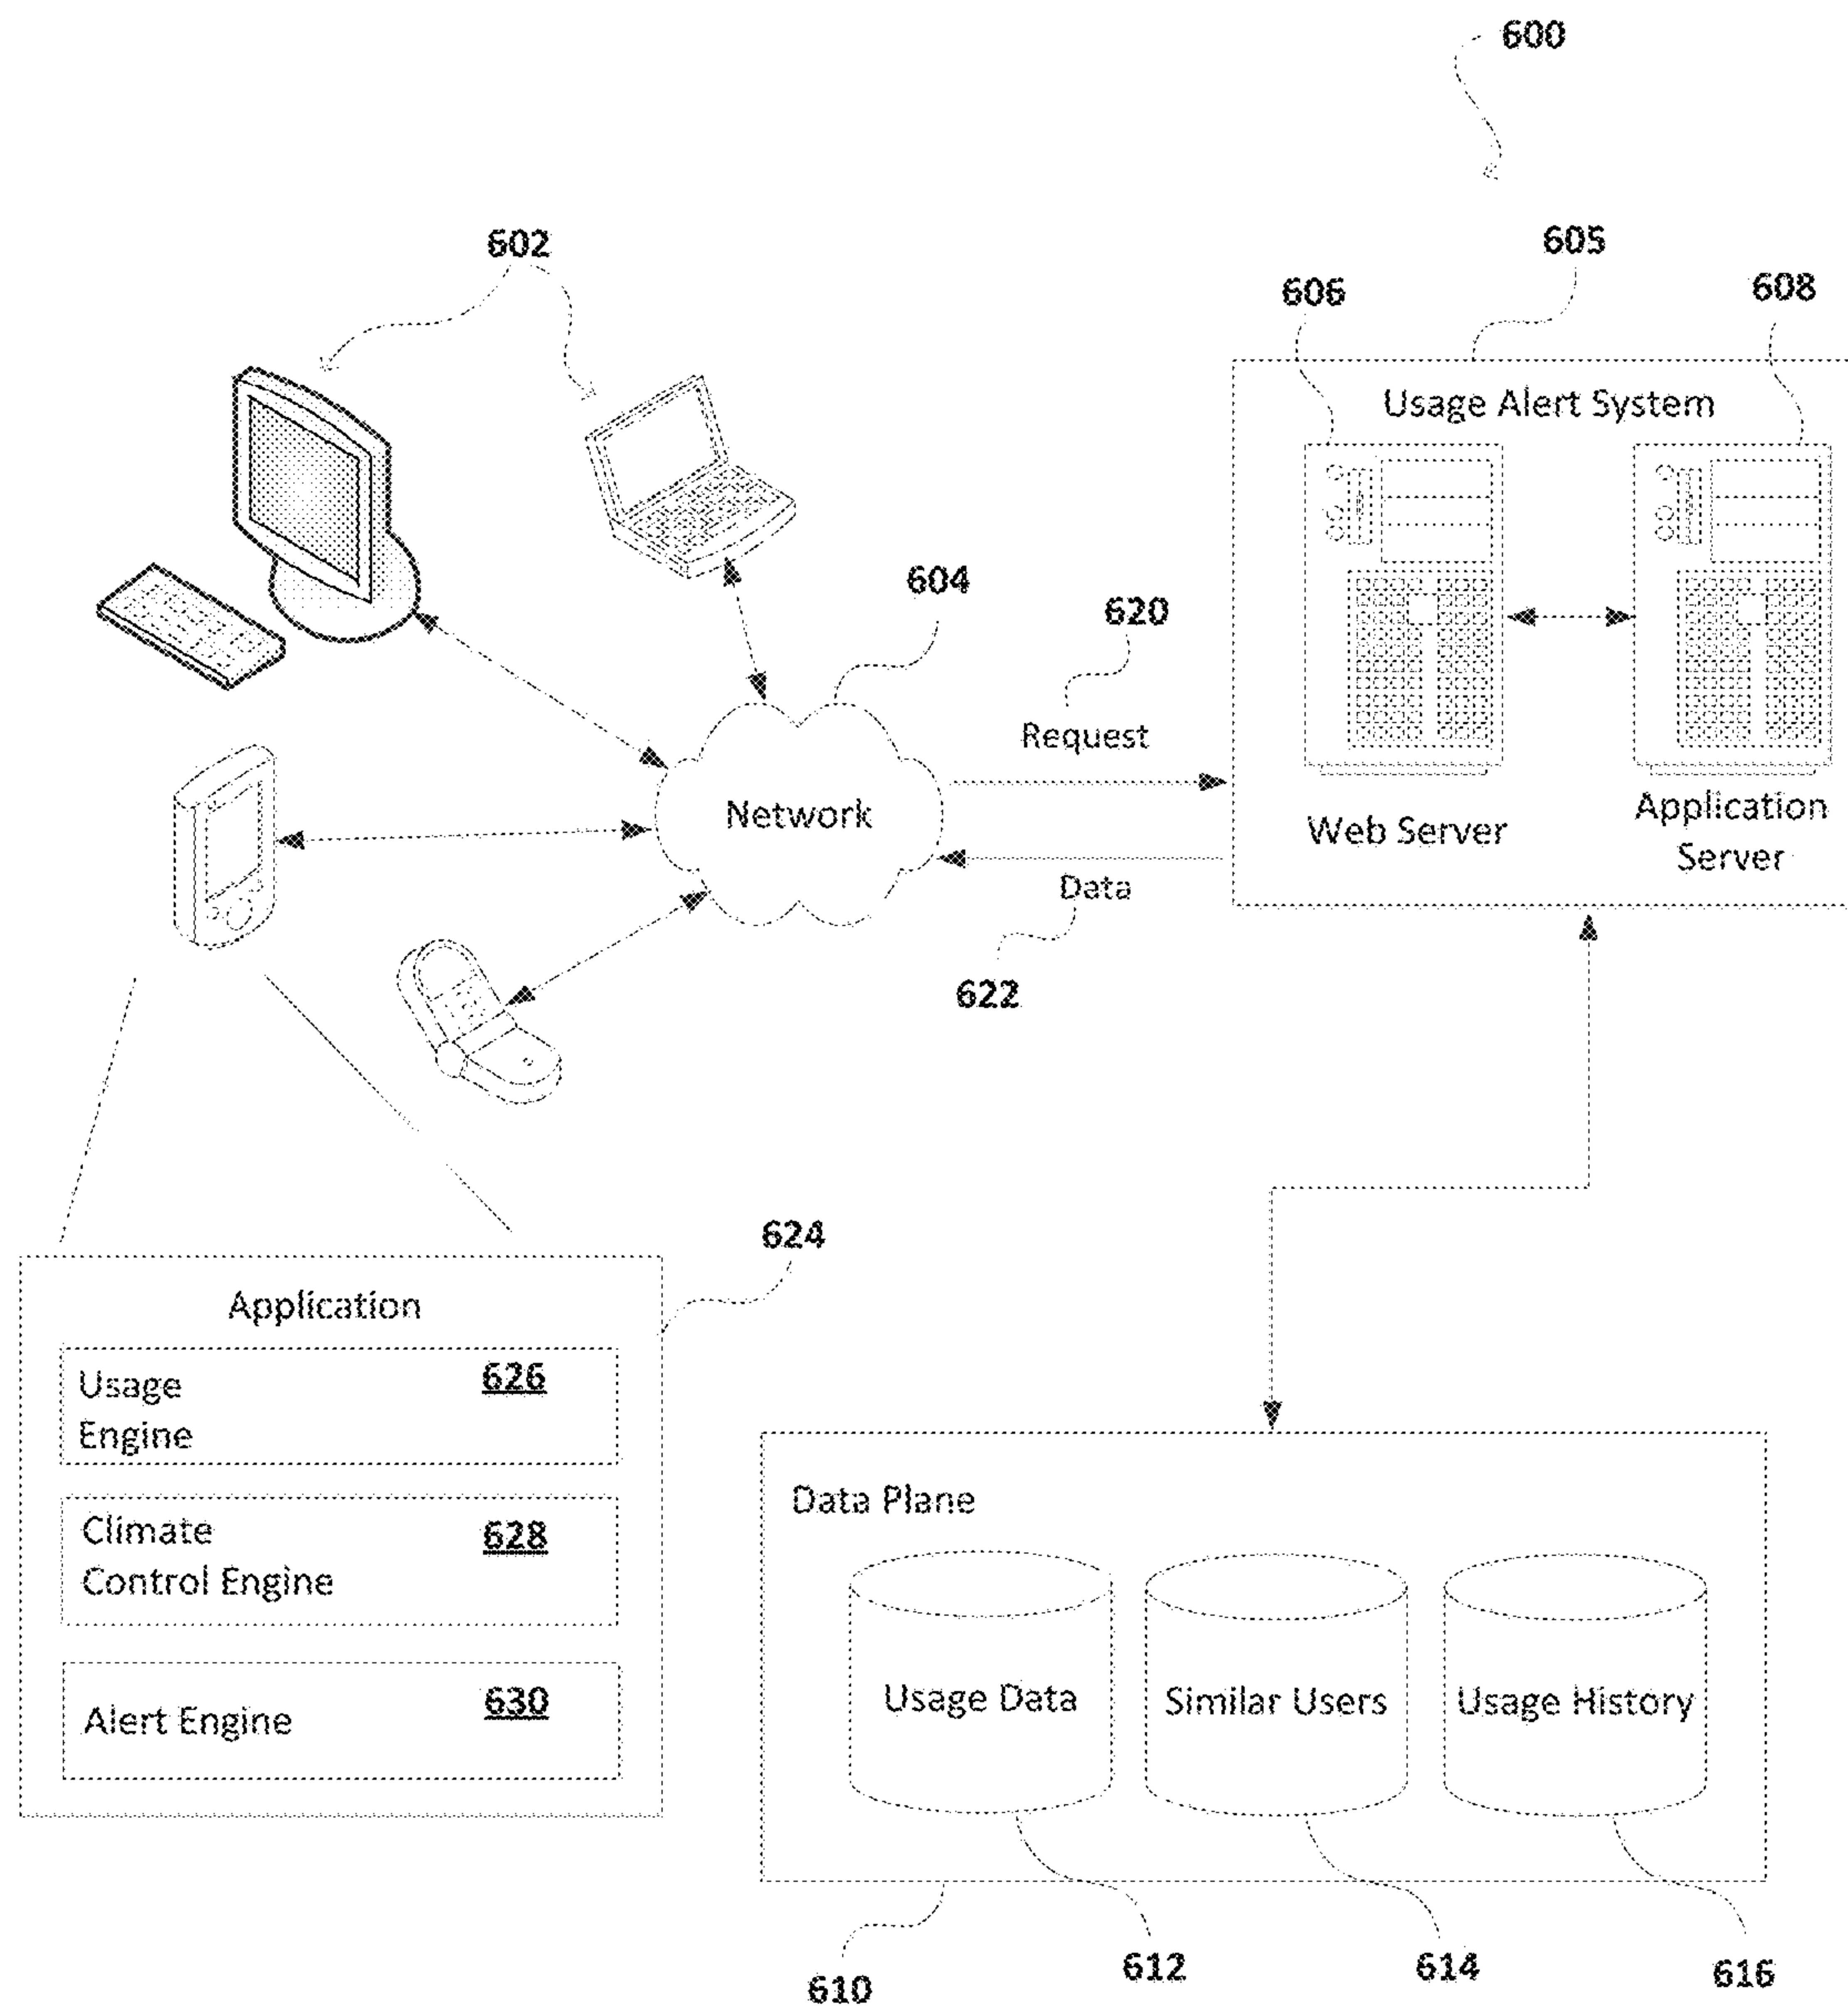 600
602
605
606
608
Usage Alert System
604
620
Request
Network
Web Server
Application
Server
Data
622
624
Application
Usage
Engine
626
Climate
Control Engine
628
Alert Engine
630
Data Plane
Usage Data
Similar Users
Usage History
610
612
614
616